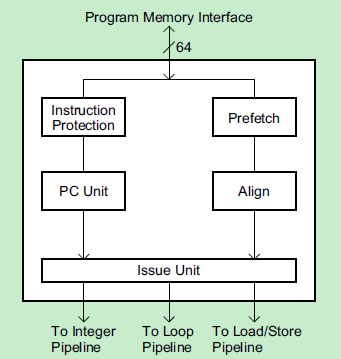 Program Memory Interface
64
Instruction
Protection
Prefetch
PC Unit
Align
Issue Unit
To Integer
Pipeline
To Loop
Pipeline
To Load/Store
Pipeline